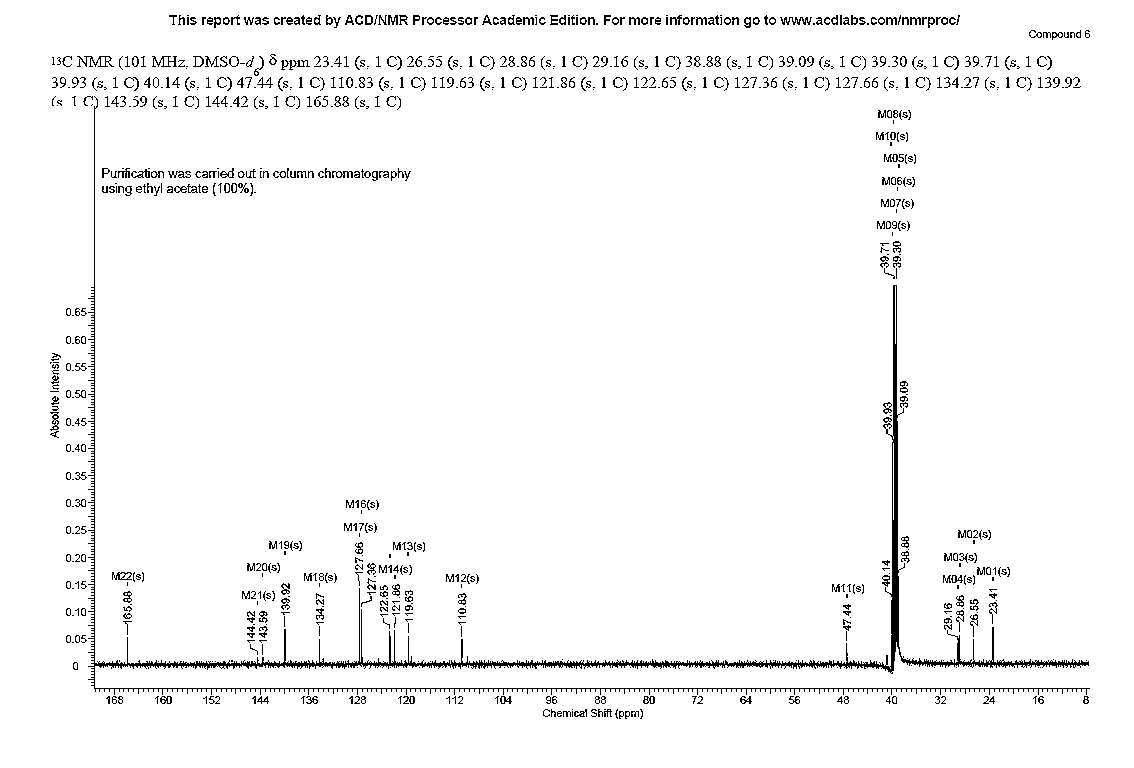 This report was created by ACD/NMR Processor Academic Edition. For more information go to www.acdlabs.com/nmrproc/
Compound 6
¹³C NMR (101 MHz, DMSO-d₆) δ ppm 23.41 (s, 1 C) 26.55 (s, 1 C) 28.86 (s, 1 C) 29.16 (s, 1 C) 38.88 (s, 1 C) 39.09 (s, 1 C) 39.30 (s, 1 C) 39.71 (s, 1 C)
39.93 (s, 1 C) 40.14 (s, 1 C) 47.44 (s, 1 C) 110.83 (s, 1 C) 119.63 (s, 1 C) 121.86 (s, 1 C) 122.65 (s, 1 C) 127.36 (s, 1 C) 127.66 (s, 1 C) 134.27 (s, 1 C) 139.92
(s, 1 C) 143.59 (s, 1 C) 144.42 (s, 1 C) 165.88 (s, 1 C)
M08(s)
M10(s)
M05(s)
M06(s)
M07(s)
M09(s)
39.71
39.30
Purification was carried out in column chromatography
using ethyl acetate (100%).
39.93
39.09
40.14
38.88
M16(s)
M17(s)
M19(s)
M13(s)
M20(s)
M14(s)
M22(s)
M18(s)
M12(s)
M21(s)
M11(s)
M02(s)
M03(s)
M01(s)
M04(s)
165.88
144.42
143.59
139.92
134.27
127.66
127.36
122.65
121.86
119.63
110.83
47.44
29.16
28.86
26.55
23.41
Absolute Intensity
0.65
0.60
0.55
0.50
0.45
0.40
0.35
0.30
0.25
0.20
0.15
0.10
0.05
0
168 160 152 144 136 128 120 112 104 96 88 80 72 64 56 48 40 32 24 16 8
Chemical Shift (ppm)